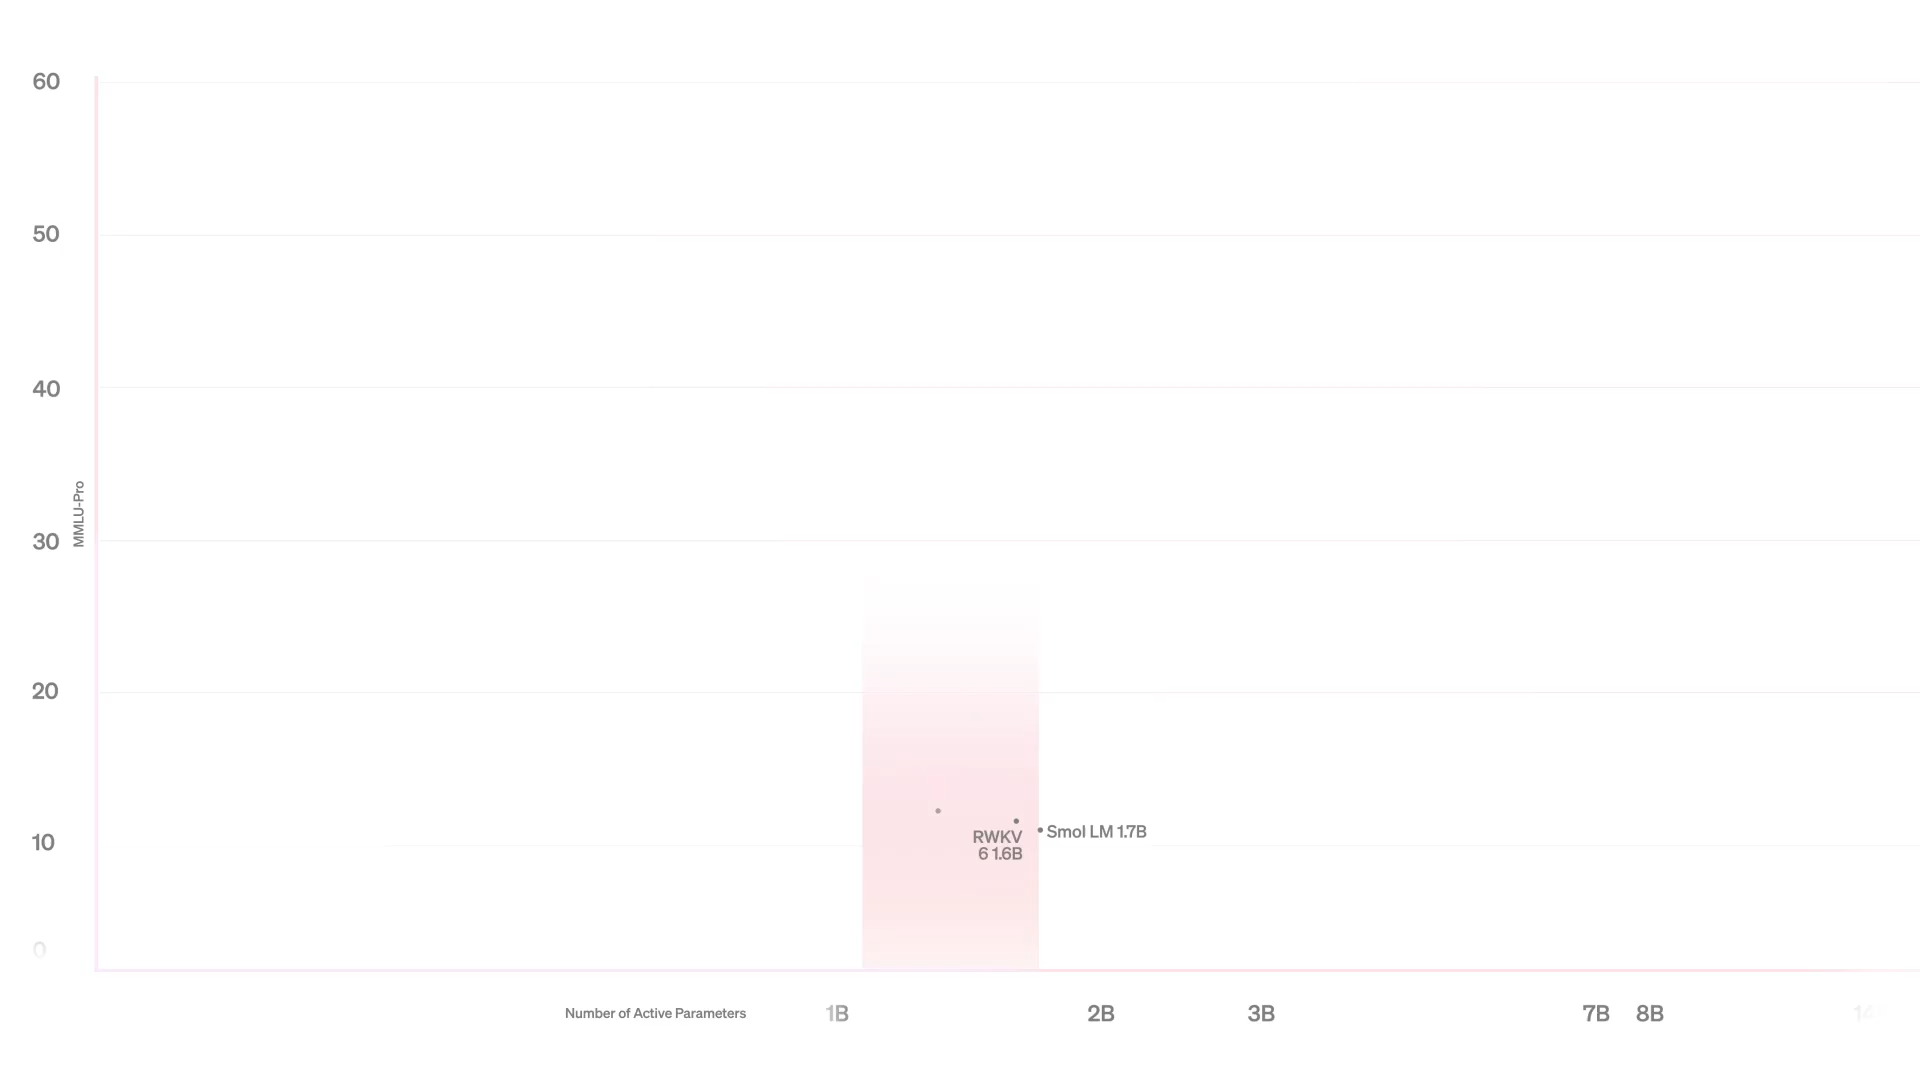 60
50
40
MMLU-Pro
30
20
10
0
RWKV
6 1.6B
Smol LM 1.7B
Number of Active Parameters
1B
2B
3B
7B
8B